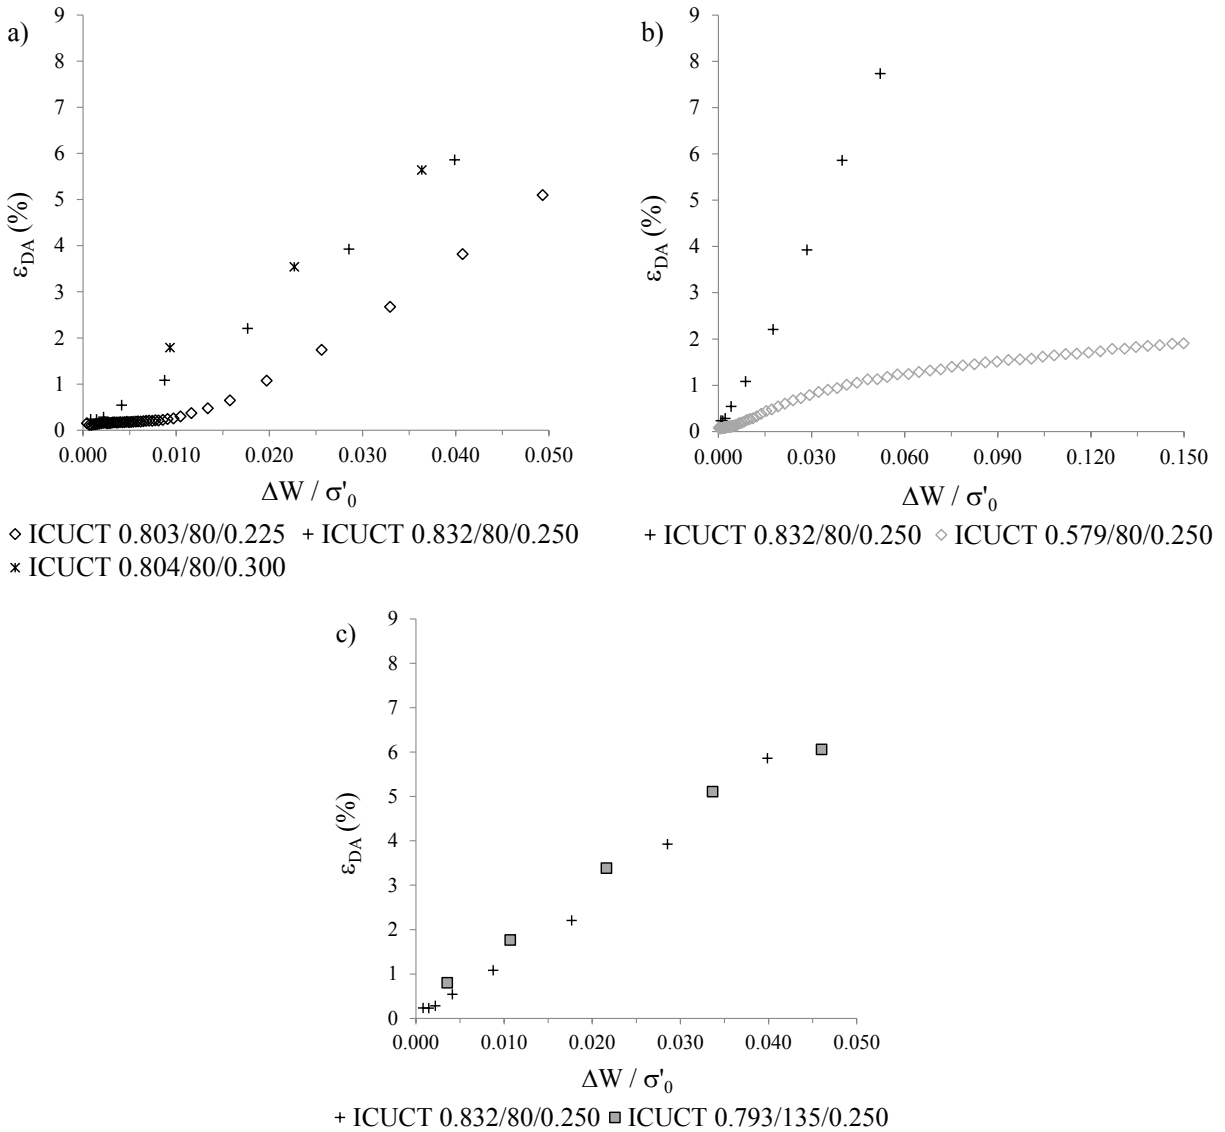 a)
9
8
7
6
5
4
3
2
1
0
ε_DA (%)
0.000 0.010 0.020 0.030 0.040 0.050
ΔW / σ'₀
◇ ICUCT 0.803/80/0.225 + ICUCT 0.832/80/0.250
ICUCT 0.804/80/0.300
b)
9
8
7
6
5
4
3
2
1
0
ε_DA (%)
0.000 0.030 0.060 0.090 0.120 0.150
ΔW / σ'₀
+ ICUCT 0.832/80/0.250 ◇ ICUCT 0.579/80/0.250
c)
9
8
7
6
5
4
3
2
1
0
ε_DA (%)
0.000 0.010 0.020 0.030 0.040 0.050
ΔW / σ'₀
+ ICUCT 0.832/80/0.250 ■ ICUCT 0.793/135/0.250